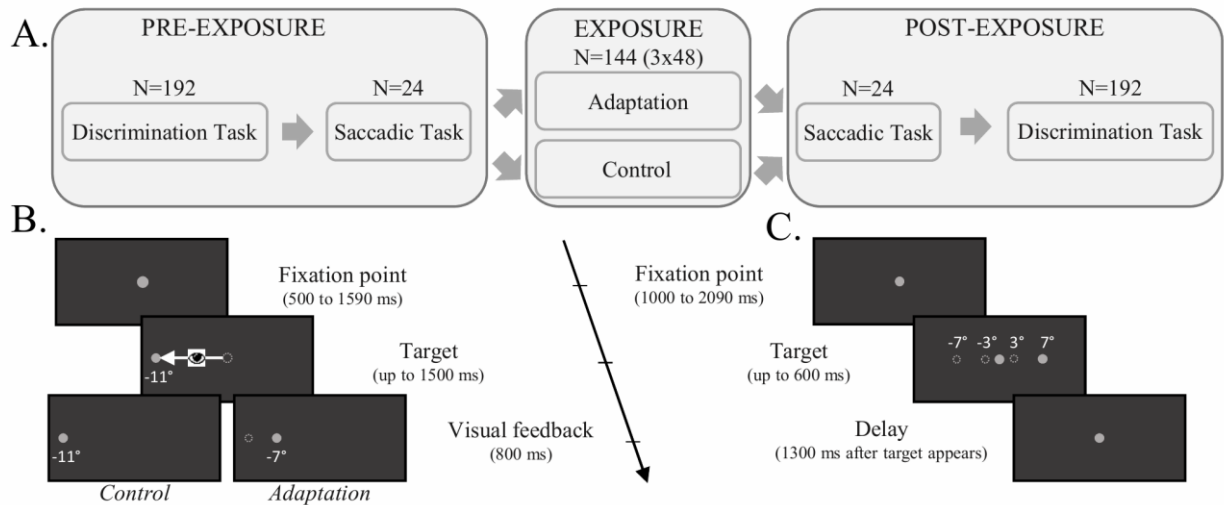 A.
PRE-EXPOSURE
N=192
N=24
Discrimination Task
Saccadic Task
EXPOSURE
N=144 (3x48)
Adaptation
Control
POST-EXPOSURE
N=24
N=192
Saccadic Task
Discrimination Task
B.
-11°
-11°
-7°
Control
Adaptation
Fixation point
(500 to 1590 ms)
Target
(up to 1500 ms)
Visual feedback
(800 ms)
C.
Fixation point
(1000 to 2090 ms)
Target
(up to 600 ms)
Delay
(1300 ms after target appears)
-7° -3° 3° 7°